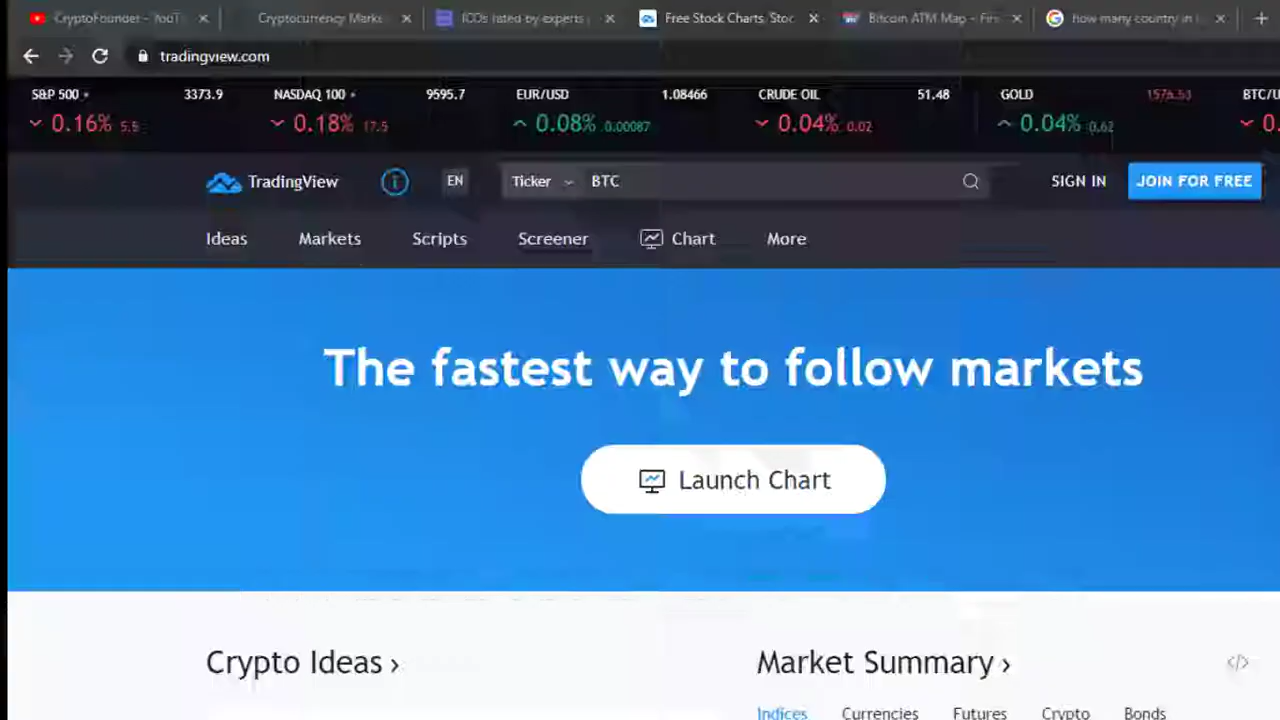 CryptoFounder - YouT
Cryptocurrency Marke
ICOs rated by experts
Free Stock Charts, Stoc
Bitcoin ATM Map – Fin
how many country in
tradingview.com
S&P 500 3373.9
0.16% 5.5
NASDAQ 100 9595.7
0.18% 17.5
EUR/USD 1.08466
0.08% 0.00087
CRUDE OIL 51.48
0.04% 0.02
GOLD
0.04% 0.62
BTC/U
0.
TradingView
EN
Ticker BTC
SIGN IN
JOIN FOR FREE
Ideas Markets Scripts Screener Chart More
The fastest way to follow markets
Launch Chart
Crypto Ideas ›
Market Summary ›
</>
Indices Currencies Futures Crypto Bonds